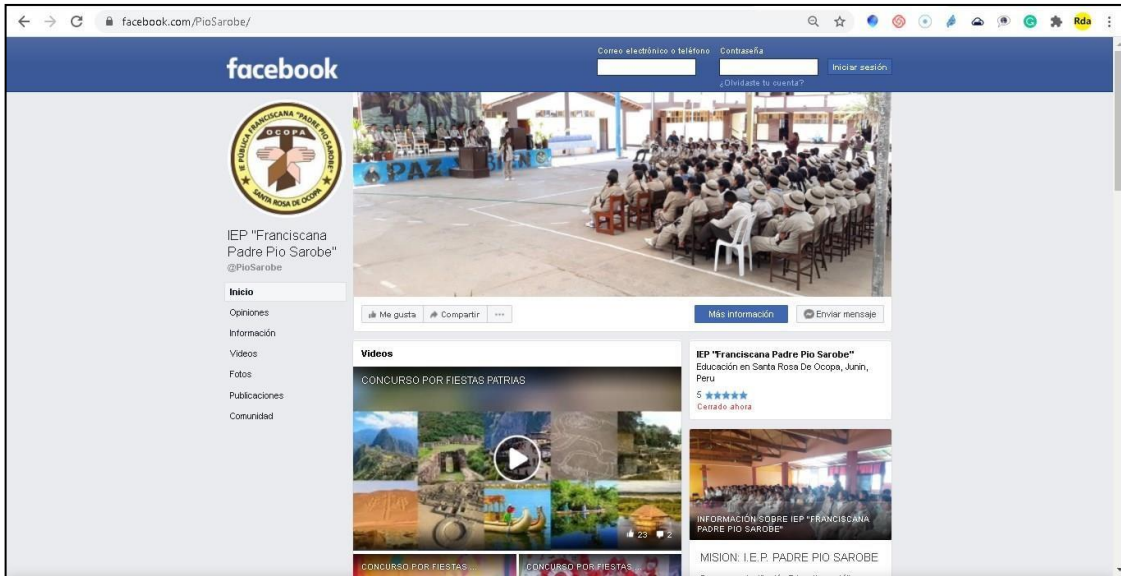 facebook.com/PioSarobe/
Rda
facebook
Correo electrónico o teléfono
Contraseña
Iniciar sesión
¿Olvidaste tu cuenta?
IE PÚBLICA FRANCISCANA "PADRE PIO SAROBE"
OCOPA
SANTA ROSA DE OCOPA
PAZ Y BIEN
IEP "Franciscana
Padre Pio Sarobe"
@PioSarobe
Inicio
Opiniones
Información
Videos
Fotos
Publicaciones
Comunidad
Me gusta
Compartir
Más información
Enviar mensaje
Videos
CONCURSO POR FIESTAS PATRIAS
23
2
CONCURSO POR FIESTAS ...
CONCURSO POR FIESTAS ...
IEP "Franciscana Padre Pio Sarobe"
Educación en Santa Rosa De Ocopa, Junin,
Peru
5
Cerrado ahora
INFORMACIÓN SOBRE IEP "FRANCISCANA
PADRE PIO SAROBE"
MISION: I.E.P. PADRE PIO SAROBE